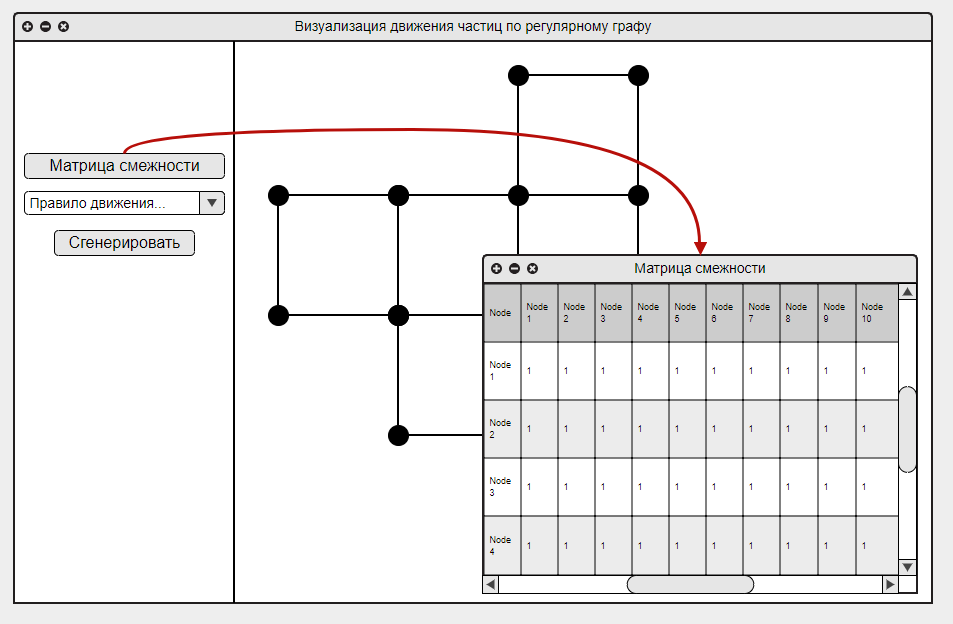 Визуализация движения частиц по регулярному графу
Матрица смежности
Правило движения...
Сгенерировать
Матрица смежности
Node Node 1 Node 2 Node 3 Node 4 Node 5 Node 6 Node 7 Node 8 Node 9 Node 10
Node 1 1 1 1 1 1 1 1 1 1 1
Node 2 1 1 1 1 1 1 1 1 1 1
Node 3 1 1 1 1 1 1 1 1 1 1
Node 4 1 1 1 1 1 1 1 1 1 1